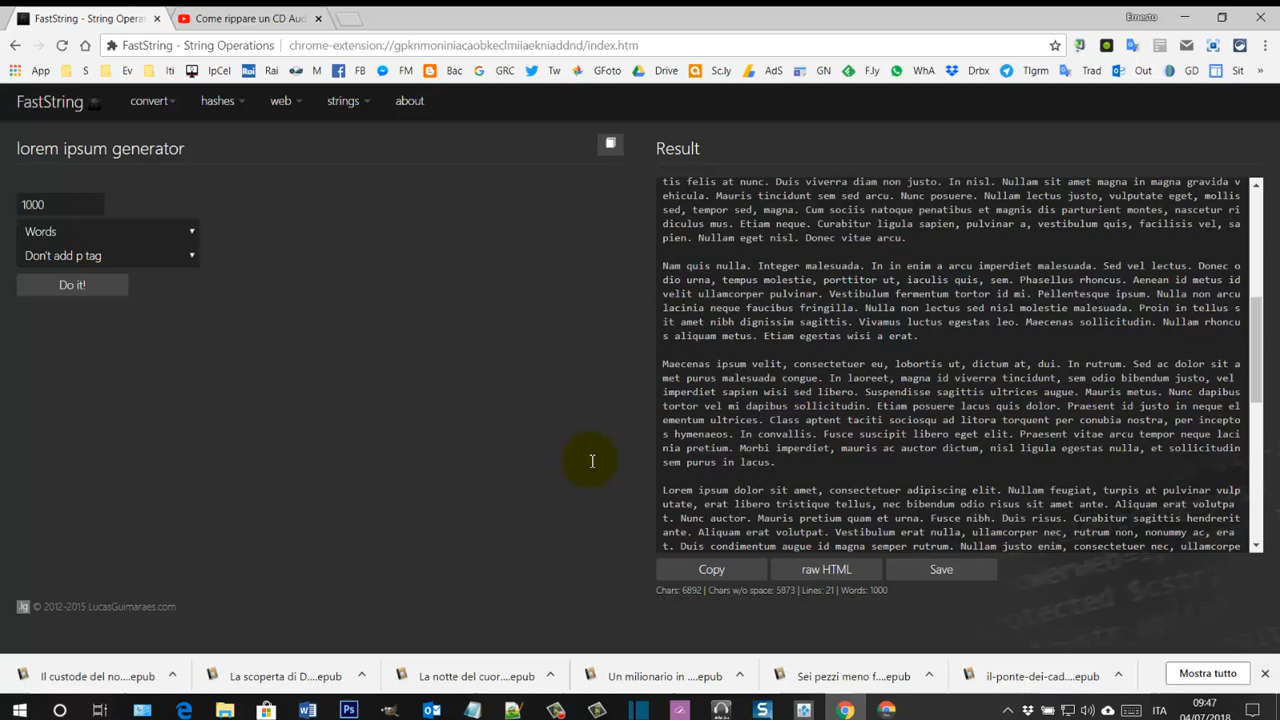 FastString - String Opera
Come rippare un CD Aud
Ernesto
FastString - String Operations
chrome-extension://gpknmoniniacaobkeclmiiaekniaddnd/index.htm
App S Ev Iti IpCel Rai M FB FM Bac GRC Tw GFoto Drive Sc.ly AdS GN F.ly WhA Drbx Tlgrm Trad Out GD Sit »
FastString convert hashes web strings about
lorem ipsum generator
1000
Words
Don't add p tag
Do it!
Result
tis felis at nunc. Duis viverra diam non justo. In nisl. Nullam sit amet magna in magna gravida v
ehicula. Mauris tincidunt sem sed arcu. Nunc posuere. Nullam lectus justo, vulputate eget, mollis
sed, tempor sed, magna. Cum sociis natoque penatibus et magnis dis parturient montes, nascetur ri
diculus mus. Etiam neque. Curabitur ligula sapien, pulvinar a, vestibulum quis, facilisis vel, sa
pien. Nullam eget nisl. Donec vitae arcu.
Nam quis nulla. Integer malesuada. In in enim a arcu imperdiet malesuada. Sed vel lectus. Donec o
dio urna, tempus molestie, porttitor ut, iaculis quis, sem. Phasellus rhoncus. Aenean id metus id
velit ullamcorper pulvinar. Vestibulum fermentum tortor id mi. Pellentesque ipsum. Nulla non arcu
lacinia neque faucibus fringilla. Nulla non lectus sed nisl molestie malesuada. Proin in tellus s
it amet nibh dignissim sagittis. Vivamus luctus egestas leo. Maecenas sollicitudin. Nullam rhoncu
s aliquam metus. Etiam egestas wisi a erat.
Maecenas ipsum velit, consectetuer eu, lobortis ut, dictum at, dui. In rutrum. Sed ac dolor sit a
met purus malesuada congue. In laoreet, magna id viverra tincidunt, sem odio bibendum justo, vel
imperdiet sapien wisi sed libero. Suspendisse sagittis ultrices augue. Mauris metus. Nunc dapibus
tortor vel mi dapibus sollicitudin. Etiam posuere lacus quis dolor. Praesent id justo in neque el
ementum ultrices. Class aptent taciti sociosqu ad litora torquent per conubia nostra, per incepto
s hymenaeos. In convallis. Fusce suscipit libero eget elit. Praesent vitae arcu tempor neque laci
nia pretium. Morbi imperdiet, mauris ac auctor dictum, nisl ligula egestas nulla, et sollicitudin
sem purus in lacus.
Lorem ipsum dolor sit amet, consectetuer adipiscing elit. Nullam feugiat, turpis at pulvinar vulp
utate, erat libero tristique tellus, nec bibendum odio risus sit amet ante. Aliquam erat volutpa
t. Nunc auctor. Mauris pretium quam et urna. Fusce nibh. Duis risus. Curabitur sagittis hendrerit
ante. Aliquam erat volutpat. Vestibulum erat nulla, ullamcorper nec, rutrum non, nonummy ac, era
t. Duis condimentum augue id magna semper rutrum. Nullam justo enim, consectetuer nec, ullamcorpe
Copy raw HTML Save
Chars: 6892 | Chars w/o space: 5873 | Lines: 21 | Words: 1000
© 2012-2015 LucasGuimaraes.com
Il custode del no....epub La scoperta di D....epub La notte del cuor....epub Un milionario in ....epub Sei pezzi meno f....epub il-ponte-dei-cad....epub Mostra tutto
ITA
09:47
04/07/2018